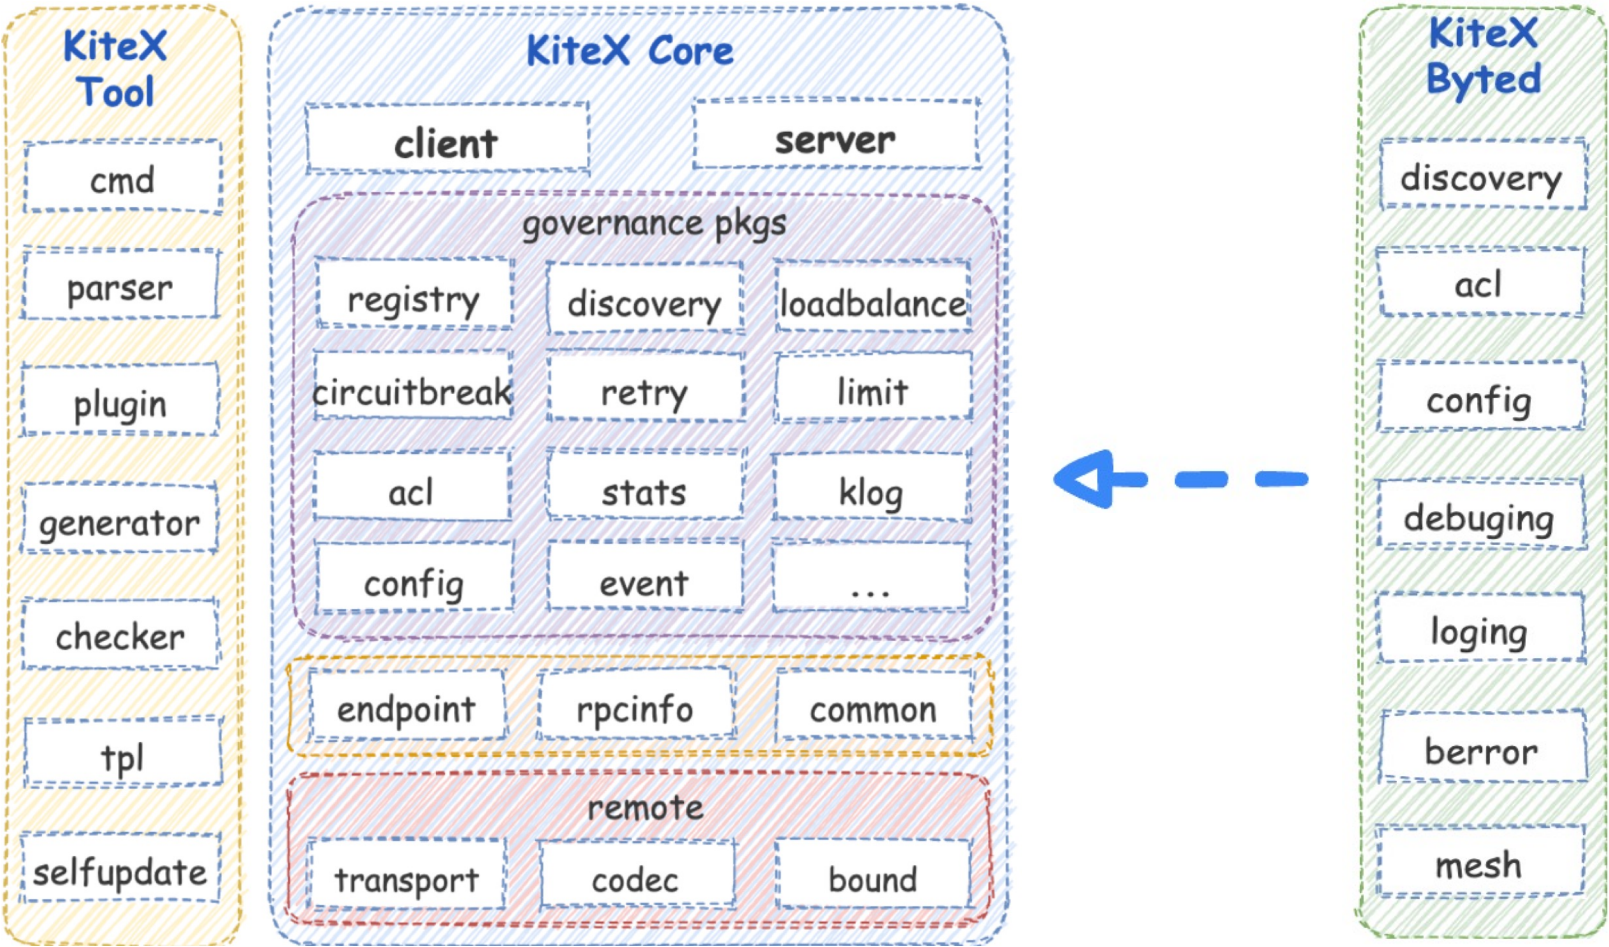 KiteX
Tool
cmd
parser
plugin
generator
checker
tpl
selfupdate
KiteX Core
client
server
governance pkgs
registry
discovery
loadbalance
circuitbreak
retry
limit
acl
stats
klog
config
event
...
endpoint
rpcinfo
common
remote
transport
codec
bound
KiteX
Byted
discovery
acl
config
debuging
loging
berror
mesh